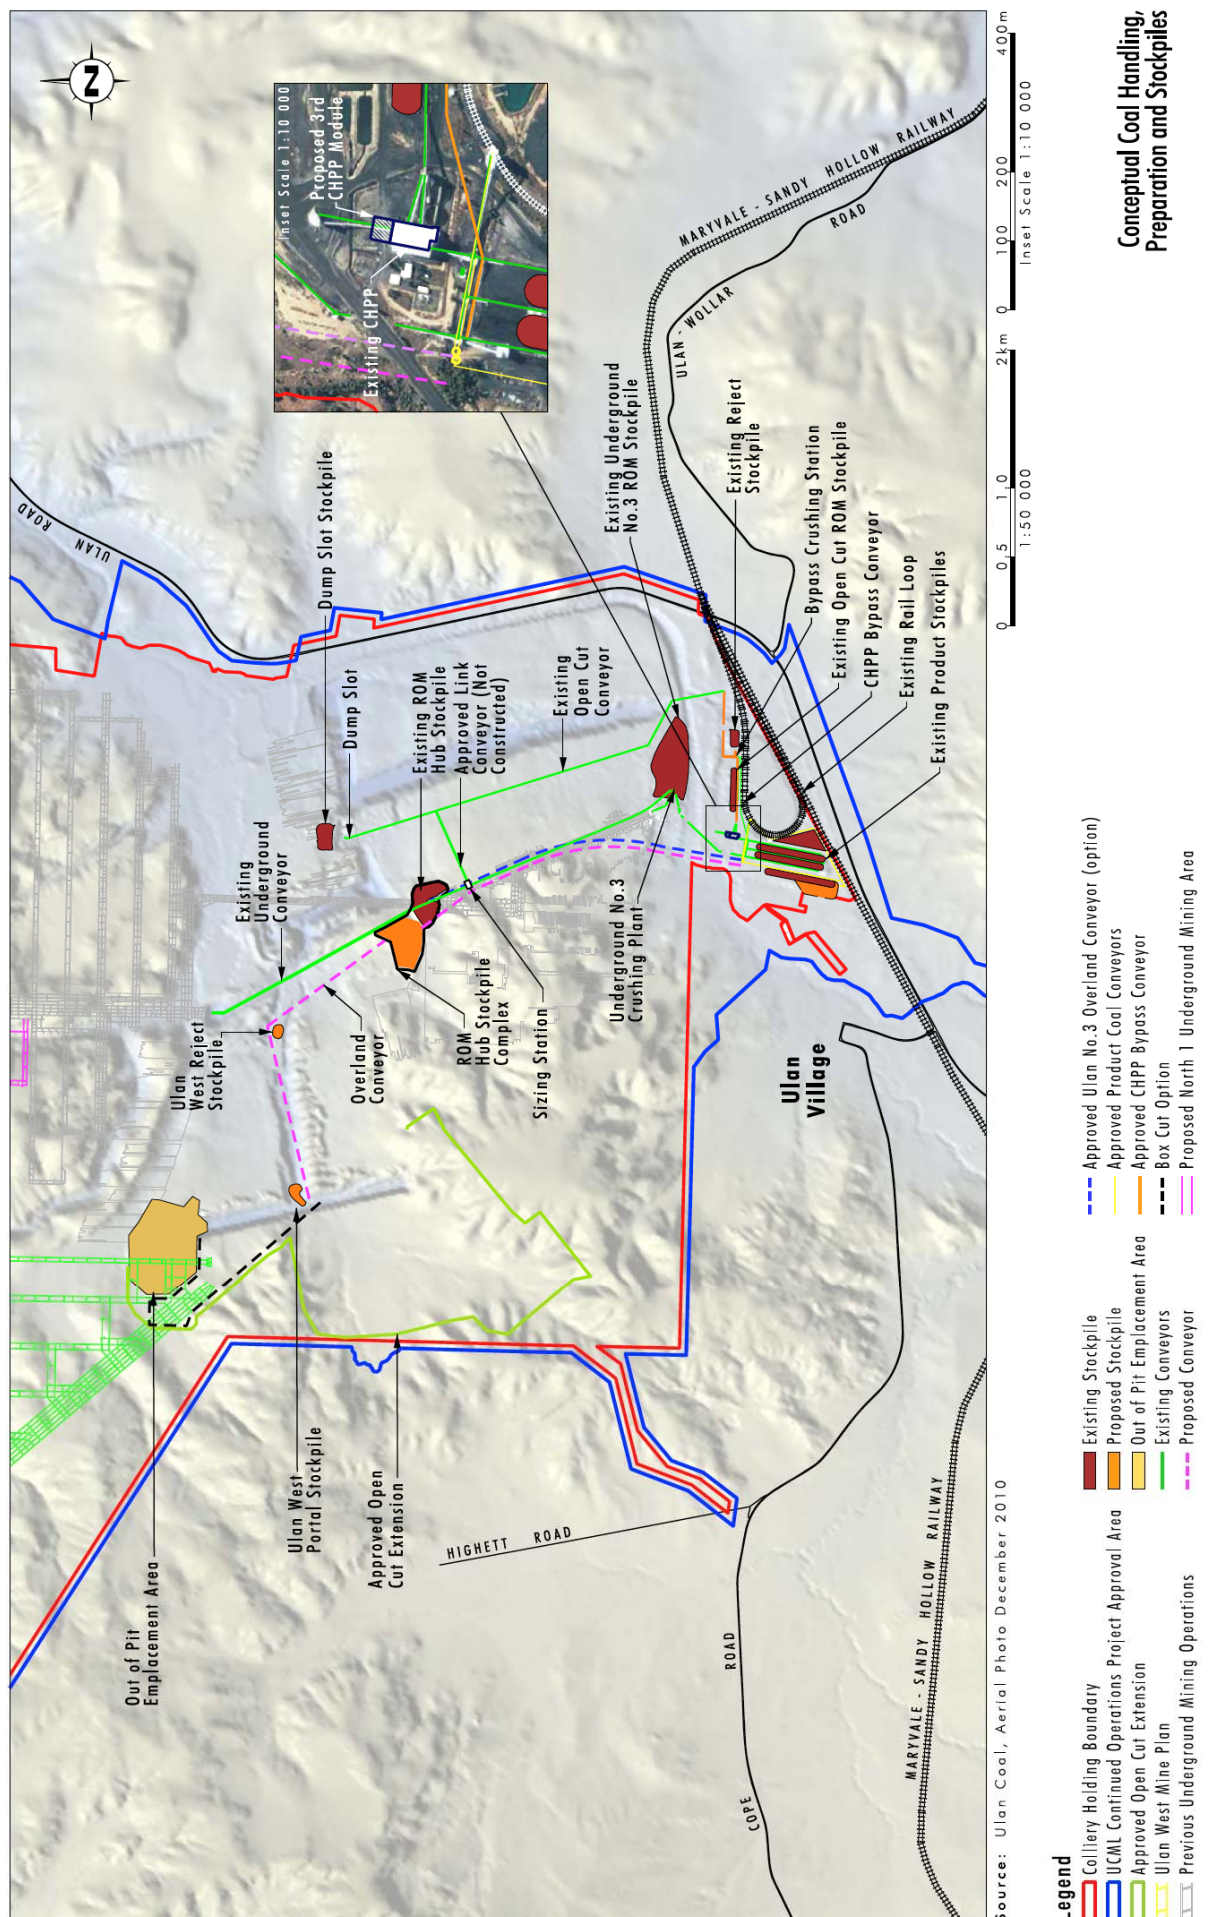 N
Inset Scale 1:10 000
Proposed 3rd
CHPP Module
Existing CHPP
ULAN ROAD
Dump Slot Stockpile
Dump Slot
Existing
Underground
Conveyor
Existing ROM
Hub Stockpile
Approved Link
Conveyor (Not
Constructed)
Existing
Open Cut
Conveyor
Existing Underground
No.3 ROM Stockpile
Existing Reject
Stockpile
Bypass Crushing Station
Existing Open Cut ROM Stockpile
CHPP Bypass Conveyor
Existing Rail Loop
Existing Product Stockpiles
MARYVALE - SANDY HOLLOW RAILWAY
ULAN - WOLLAR ROAD
Ulan
West Reject
Stockpile
Overland
Conveyor
ROM
Hub Stockpile
Complex
Sizing Station
Underground No.3
Crushing Plant
Ulan
Village
Out of Pit
Emplacement Area
Ulan West
Portal Stockpile
Approved Open
Cut Extension
HIGHETT ROAD
COPE ROAD
MARYVALE - SANDY HOLLOW RAILWAY
Source: Ulan Coal, Aerial Photo December 2010
0 0,5 1,0 2km
1:50 000
0 100 200 400m
Inset Scale 1:10 000
Legend
Colliery Holding Boundary
UCML Continued Operations Project Approval Area
Approved Open Cut Extension
Ulan West Mine Plan
Previous Underground Mining Operations
Existing Stockpile
Proposed Stockpile
Out of Pit Emplacement Area
Existing Conveyors
Proposed Conveyor
Approved Ulan No.3 Overland Conveyor (option)
Approved Product Coal Conveyors
Approved CHPP Bypass Conveyor
Box Cut Option
Proposed North 1 Underground Mining Area
Conceptual Coal Handling,
Preparation and Stockpiles